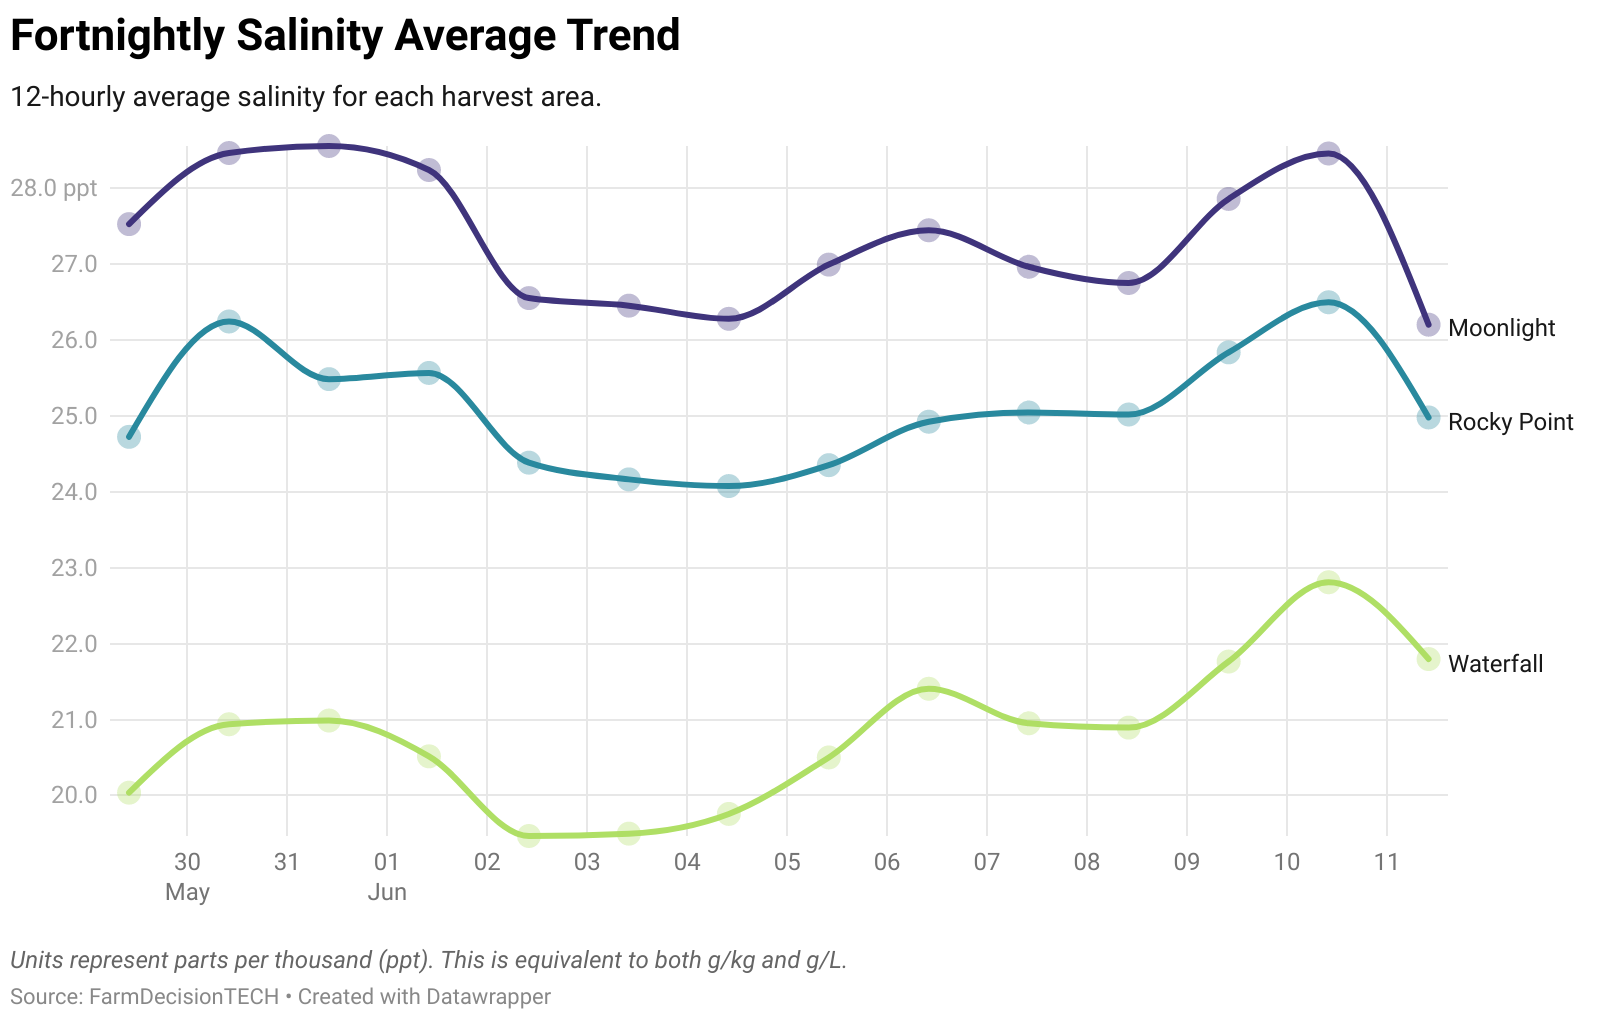 Fortnightly Salinity Average Trend
12-hourly average salinity for each harvest area.
28.0 ppt
27.0
26.0
25.0
24.0
23.0
22.0
21.0
20.0
Moonlight
Rocky Point
Waterfall
30 31 01 02 03 04 05 06 07 08 09 10 11
May Jun
Units represent parts per thousand (ppt). This is equivalent to both g/kg and g/L.
Source: FarmDecisionTECH • Created with Datawrapper